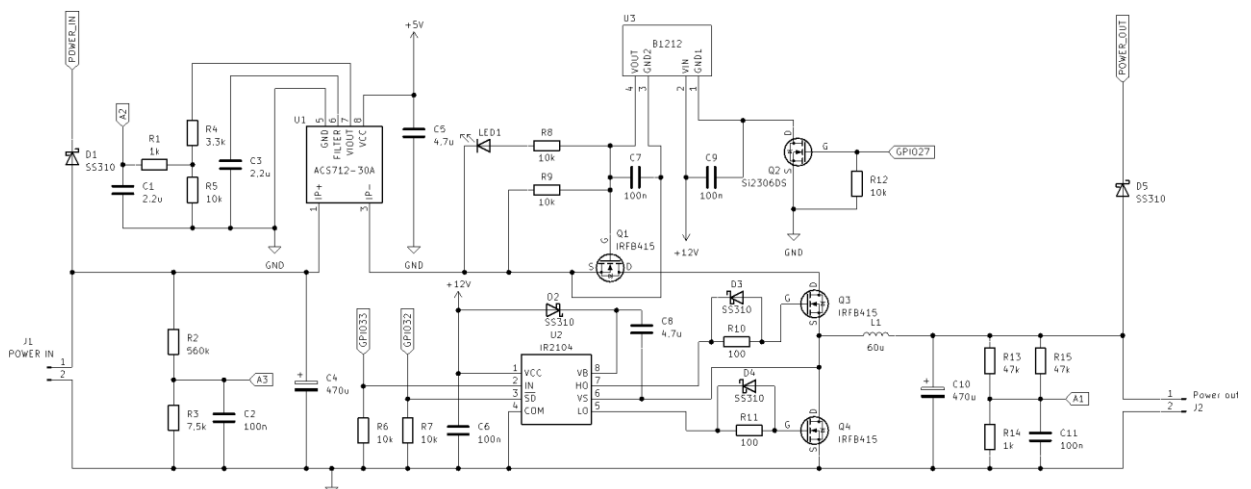 POWER_IN
+5V
U3
B1212
VOUT
GND2
VIN
GND1
4
3
2
1
POWER_OUT
A2
R1
1k
R4
3.3k
U1
5
6
7
8
GND
FILTER
VIOUT
VCC
ACS712-30A
IP+
IP-
1
3
C5
4.7u
LED1
R8
10k
R9
10k
C7
100n
C9
100n
D
G
S
Q2
Si2306DS
GPIO27
R12
10k
D1
SS310
C1
2.2u
R5
10k
C3
2,2u
D5
SS310
GND
GND
+12V
GND
Q1
IRFB415
G
S
D
J1
POWER IN
1
2
R2
560k
A3
R3
7,5k
C2
100n
C4
470u
GPIO33
GPIO32
+12V
D2
SS310
U2
IR2104
1
2
3
4
VCC
IN
SD
COM
VB
HO
VS
LO
8
7
6
5
C8
4.7u
D3
SS310
R10
100
D
G
S
Q3
IRFB415
L1
60u
D4
SS310
R11
100
D
G
S
Q4
IRFB415
R6
10k
R7
10k
C6
100n
C10
470u
R13
47k
R15
47k
A1
R14
1k
C11
100n
1
2
Power out
J2